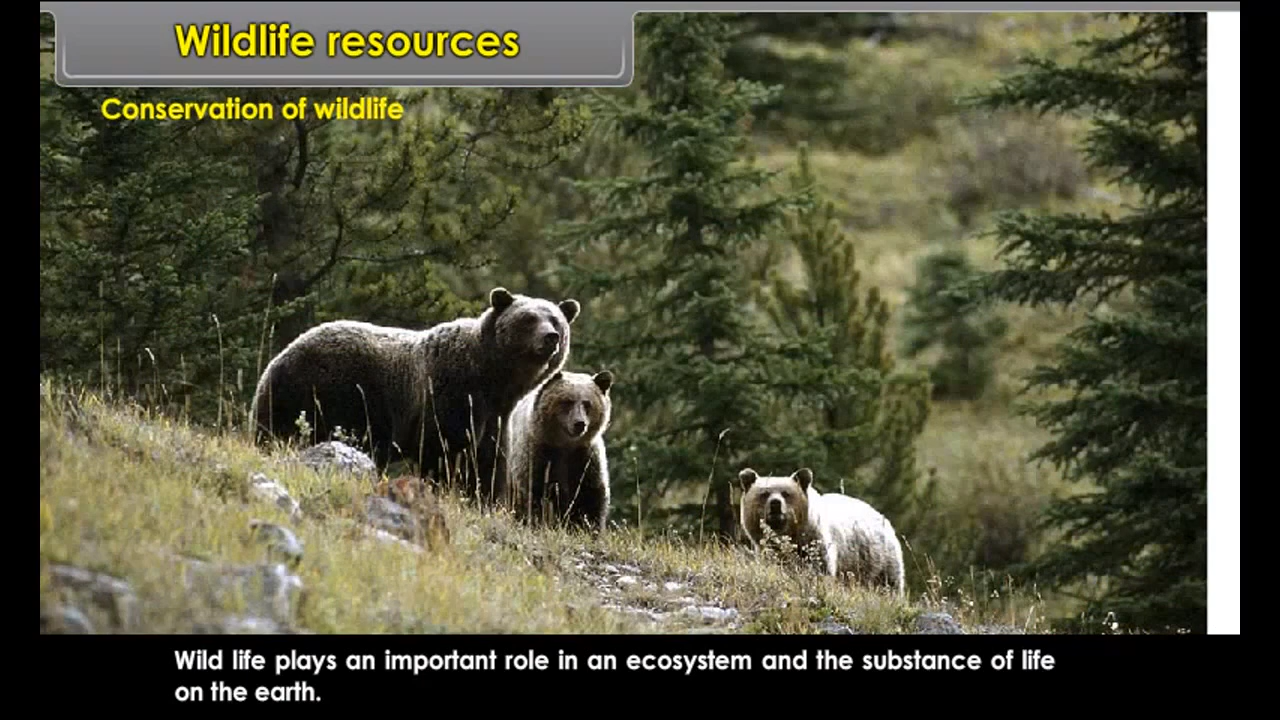 Wildlife resources
Conservation of wildlife
Wild life plays an important role in an ecosystem and the substance of life
on the earth.